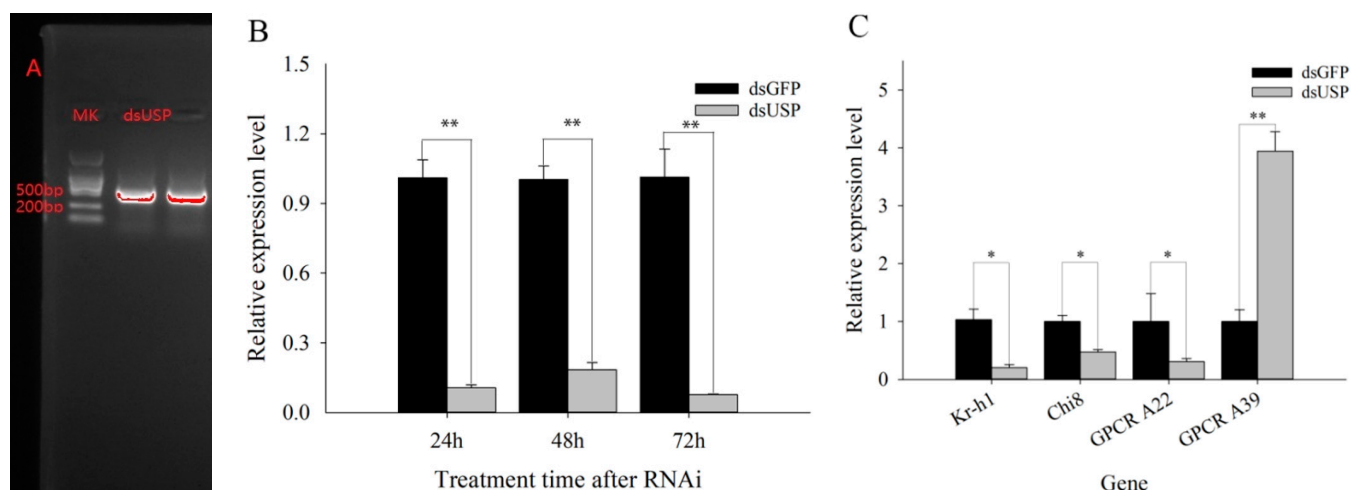 A
MK dsUSP
500bp
200bp
B
Relative expression level
1.5
1.2
0.9
0.6
0.3
0.0
dsGFP
dsUSP
** ** **
24h 48h 72h
Treatment time after RNAi
C
Relative expression level
5
4
3
2
1
0
dsGFP
dsUSP
**
* * *
Kr-h1 Chi8 GPCR A22 GPCR A39
Gene